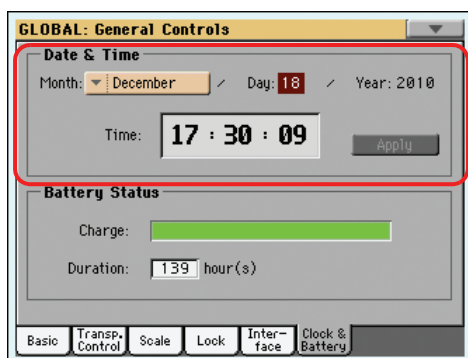 GLOBAL: General Controls
Date & Time
Month: December / Day: 18 / Year: 2010
Time: 17 : 30 : 09
Apply
Battery Status
Charge:
Duration: 139 hour(s)
Basic Transp. Control Scale Lock Inter- face Clock & Battery